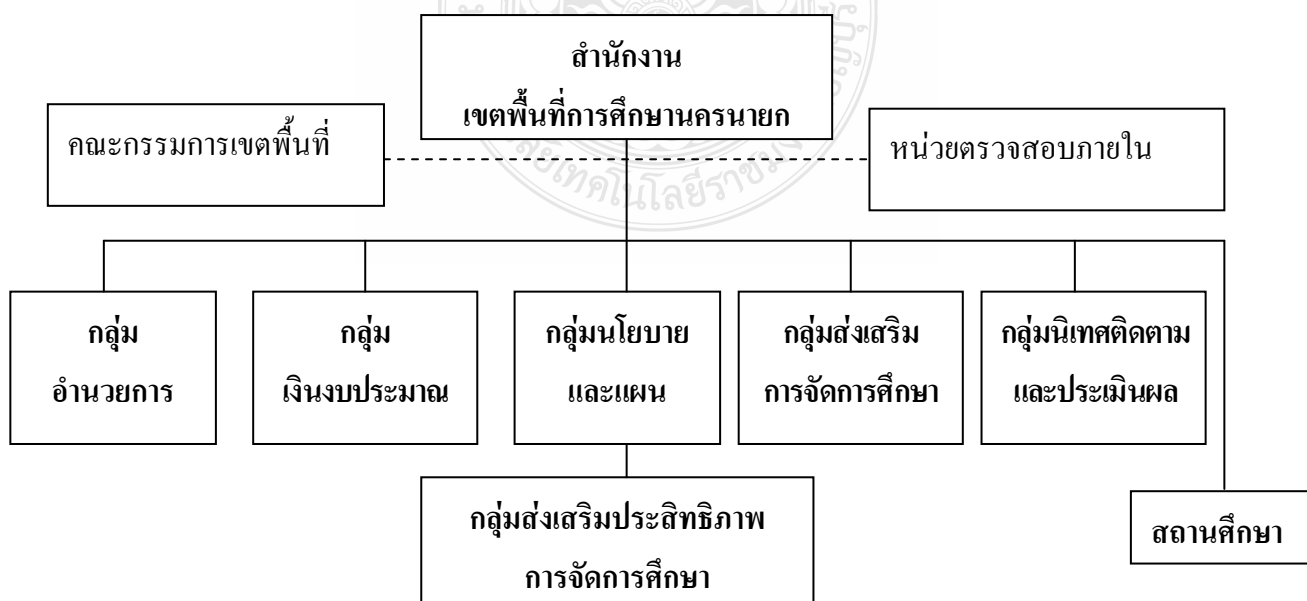 สำนักงาน
เขตพื้นที่การศึกษานครนายก
คณะกรรมการเขตพื้นที่
หน่วยตรวจสอบภายใน
กลุ่ม
อำนวยการ
กลุ่ม
เงินงบประมาณ
กลุ่มนโยบาย
และแผน
กลุ่มส่งเสริม
การจัดการศึกษา
กลุ่มนิเทศติดตาม
และประเมินผล
กลุ่มส่งเสริมประสิทธิภาพ
การจัดการศึกษา
สถานศึกษา